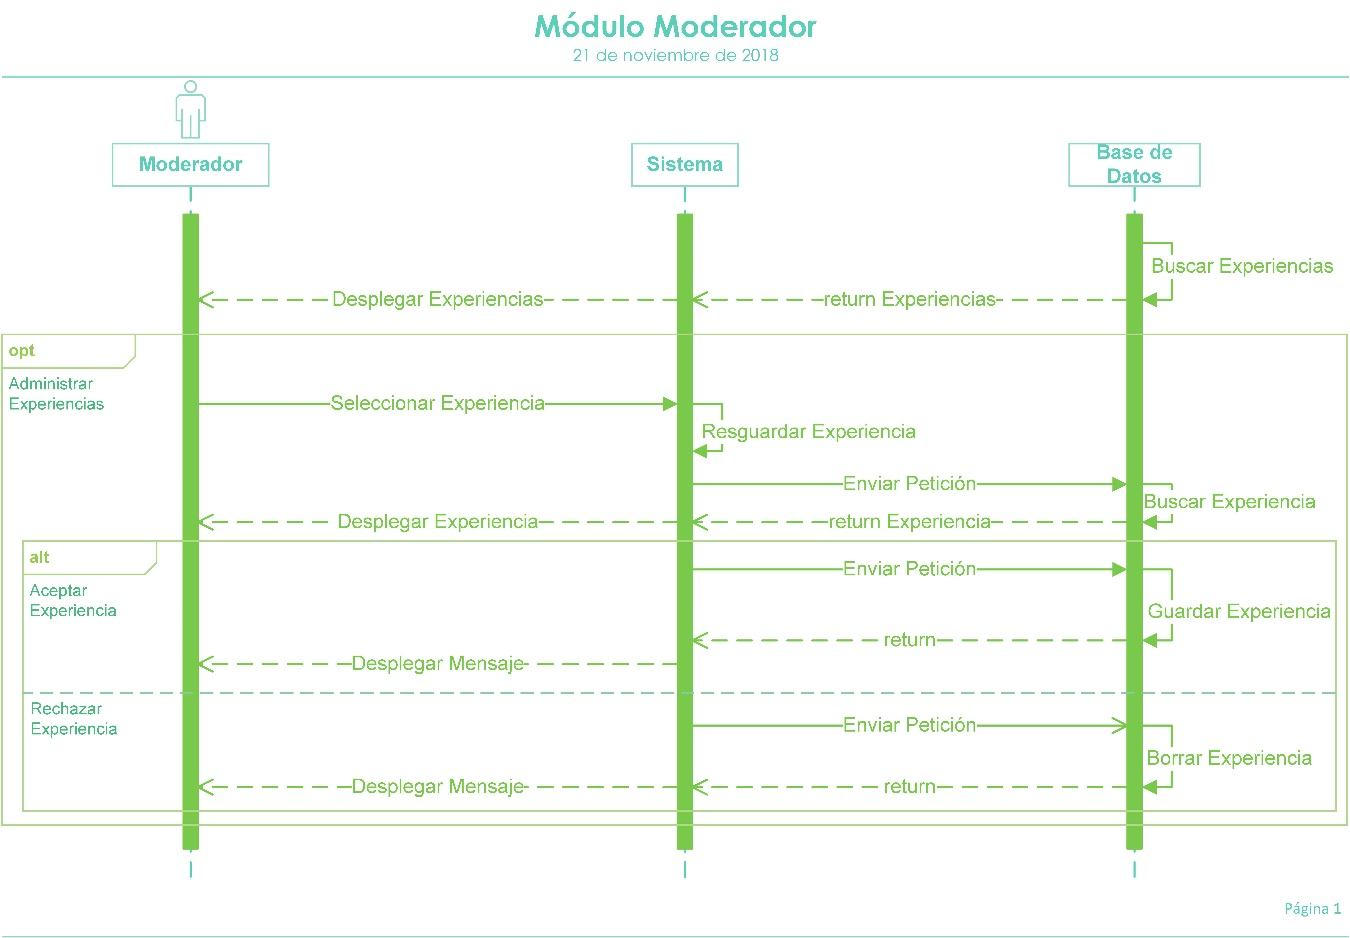 Módulo Moderador
21 de noviembre de 2018
Moderador
Sistema
Base de
Datos
Buscar Experiencias
Desplegar Experiencias
return Experiencias
opt
Administrar
Experiencias
Seleccionar Experiencia
Resguardar Experiencia
Enviar Petición
Buscar Experiencia
Desplegar Experiencia
return Experiencia
alt
Aceptar
Experiencia
Enviar Petición
Guardar Experiencia
return
Desplegar Mensaje
Rechazar
Experiencia
Enviar Petición
Borrar Experiencia
Desplegar Mensaje
return
Página 1